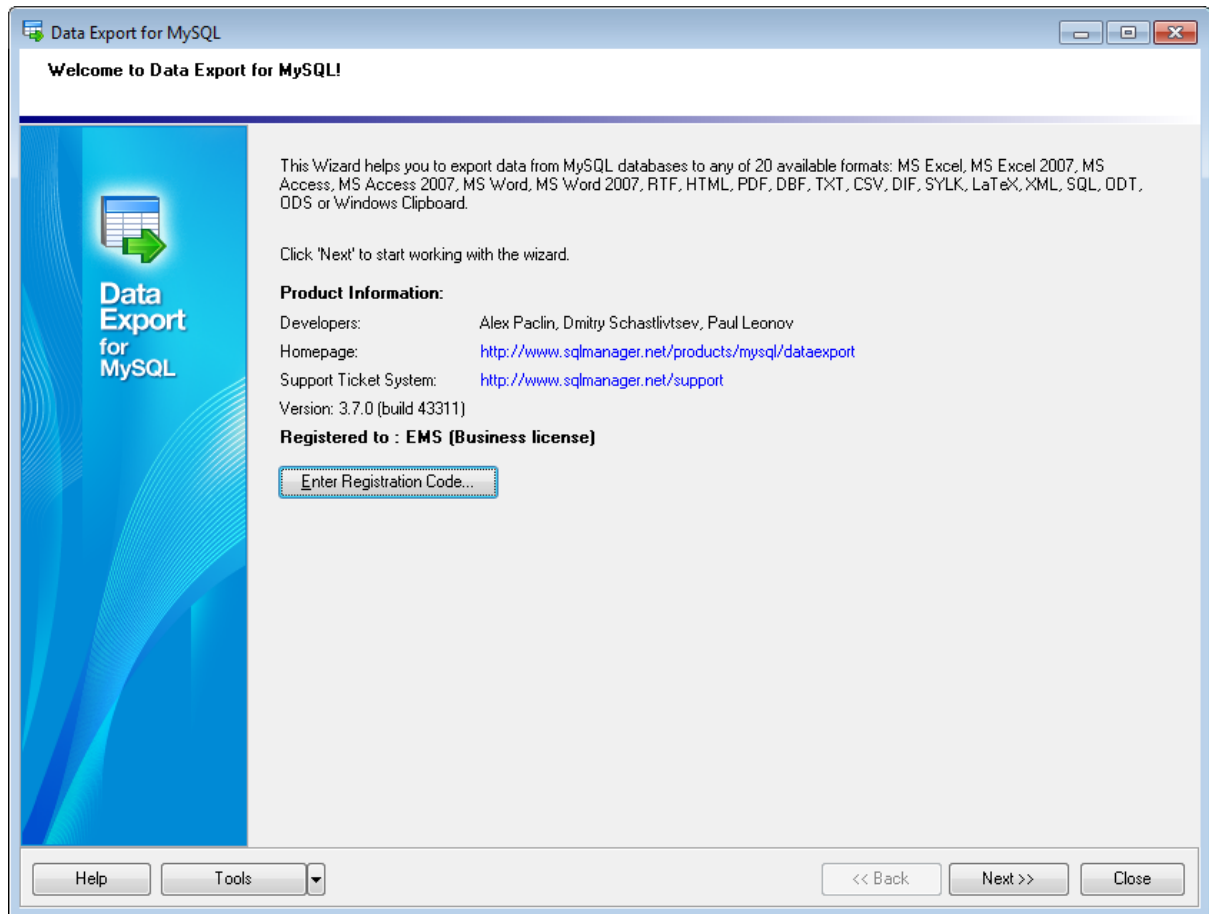 Data Export for MySQL
Welcome to Data Export for MySQL!
Data
Export
for
MySQL
This Wizard helps you to export data from MySQL databases to any of 20 available formats: MS Excel, MS Excel 2007, MS
Access, MS Access 2007, MS Word, MS Word 2007, RTF, HTML, PDF, DBF, TXT, CSV, DIF, SYLK, LaTeX, XML, SQL, ODT,
ODS or Windows Clipboard.
Click 'Next' to start working with the wizard.
Product Information:
Developers: Alex Paclin, Dmitry Schastlivtsev, Paul Leonov
Homepage: http://www.sqlmanager.net/products/mysql/dataexport
Support Ticket System: http://www.sqlmanager.net/support
Version: 3.7.0 (build 43311)
Registered to : EMS (Business license)
Enter Registration Code...
Help Tools << Back Next >> Close